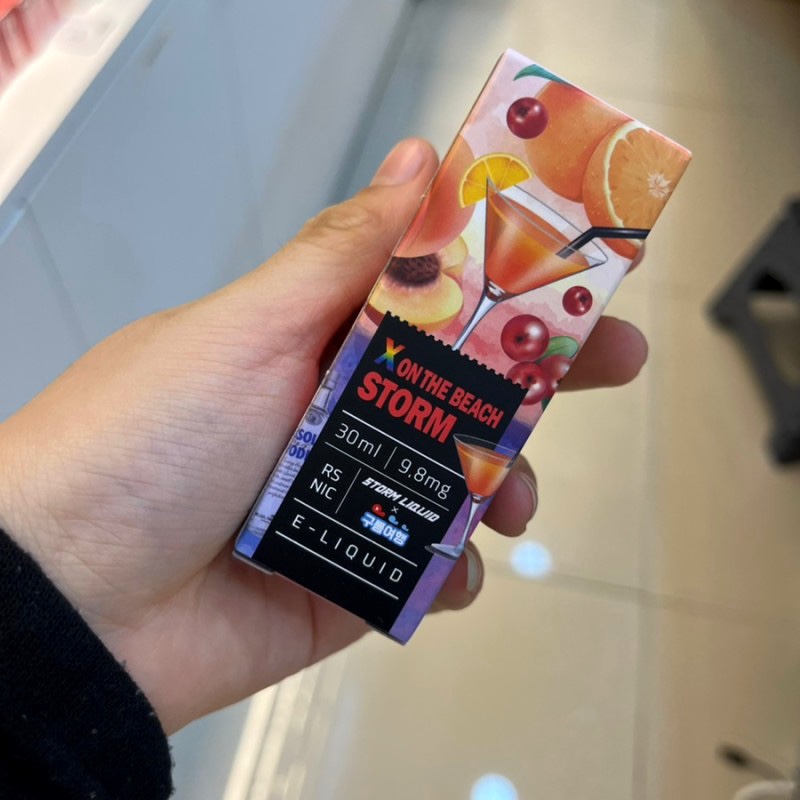 X ON THE BEACH
STORM
30ml | 9.8mg
RS
NIC
STORM LIQUID
×
구름여행
E-LIQUID